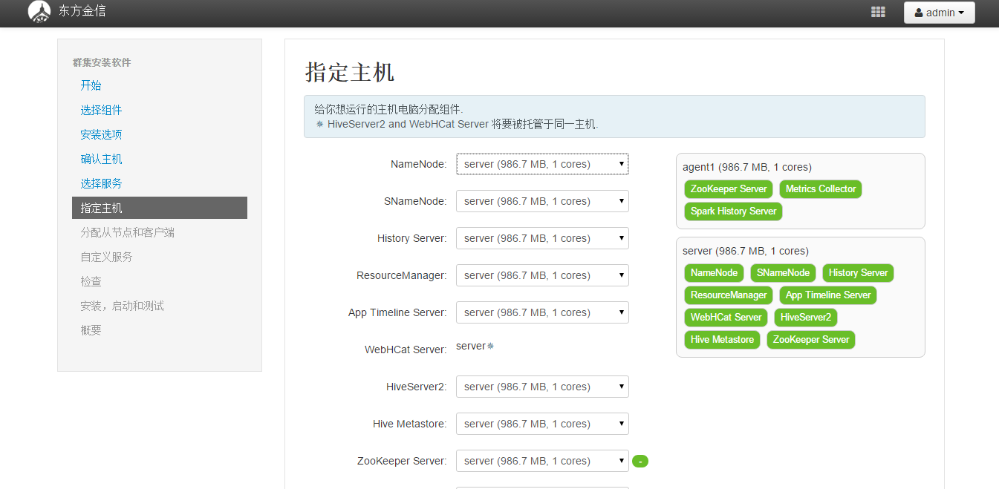 东方金信
admin
群集安装软件
开始
选择组件
安装选项
确认主机
选择服务
指定主机
分配从节点和客户端
自定义服务
检查
安装，启动和测试
概要
指定主机
给你想运行的主机电脑分配组件.
* HiveServer2 and WebHCat Server 将要被托管于同一主机.
NameNode: server (986.7 MB, 1 cores)
SNameNode: server (986.7 MB, 1 cores)
History Server: server (986.7 MB, 1 cores)
ResourceManager: server (986.7 MB, 1 cores)
App Timeline Server: server (986.7 MB, 1 cores)
WebHCat Server: server*
HiveServer2: server (986.7 MB, 1 cores)
Hive Metastore: server (986.7 MB, 1 cores)
ZooKeeper Server: server (986.7 MB, 1 cores) -
agent1 (986.7 MB, 1 cores)
ZooKeeper Server Metrics Collector
Spark History Server
server (986.7 MB, 1 cores)
NameNode SNameNode History Server
ResourceManager App Timeline Server
WebHCat Server HiveServer2
Hive Metastore ZooKeeper Server